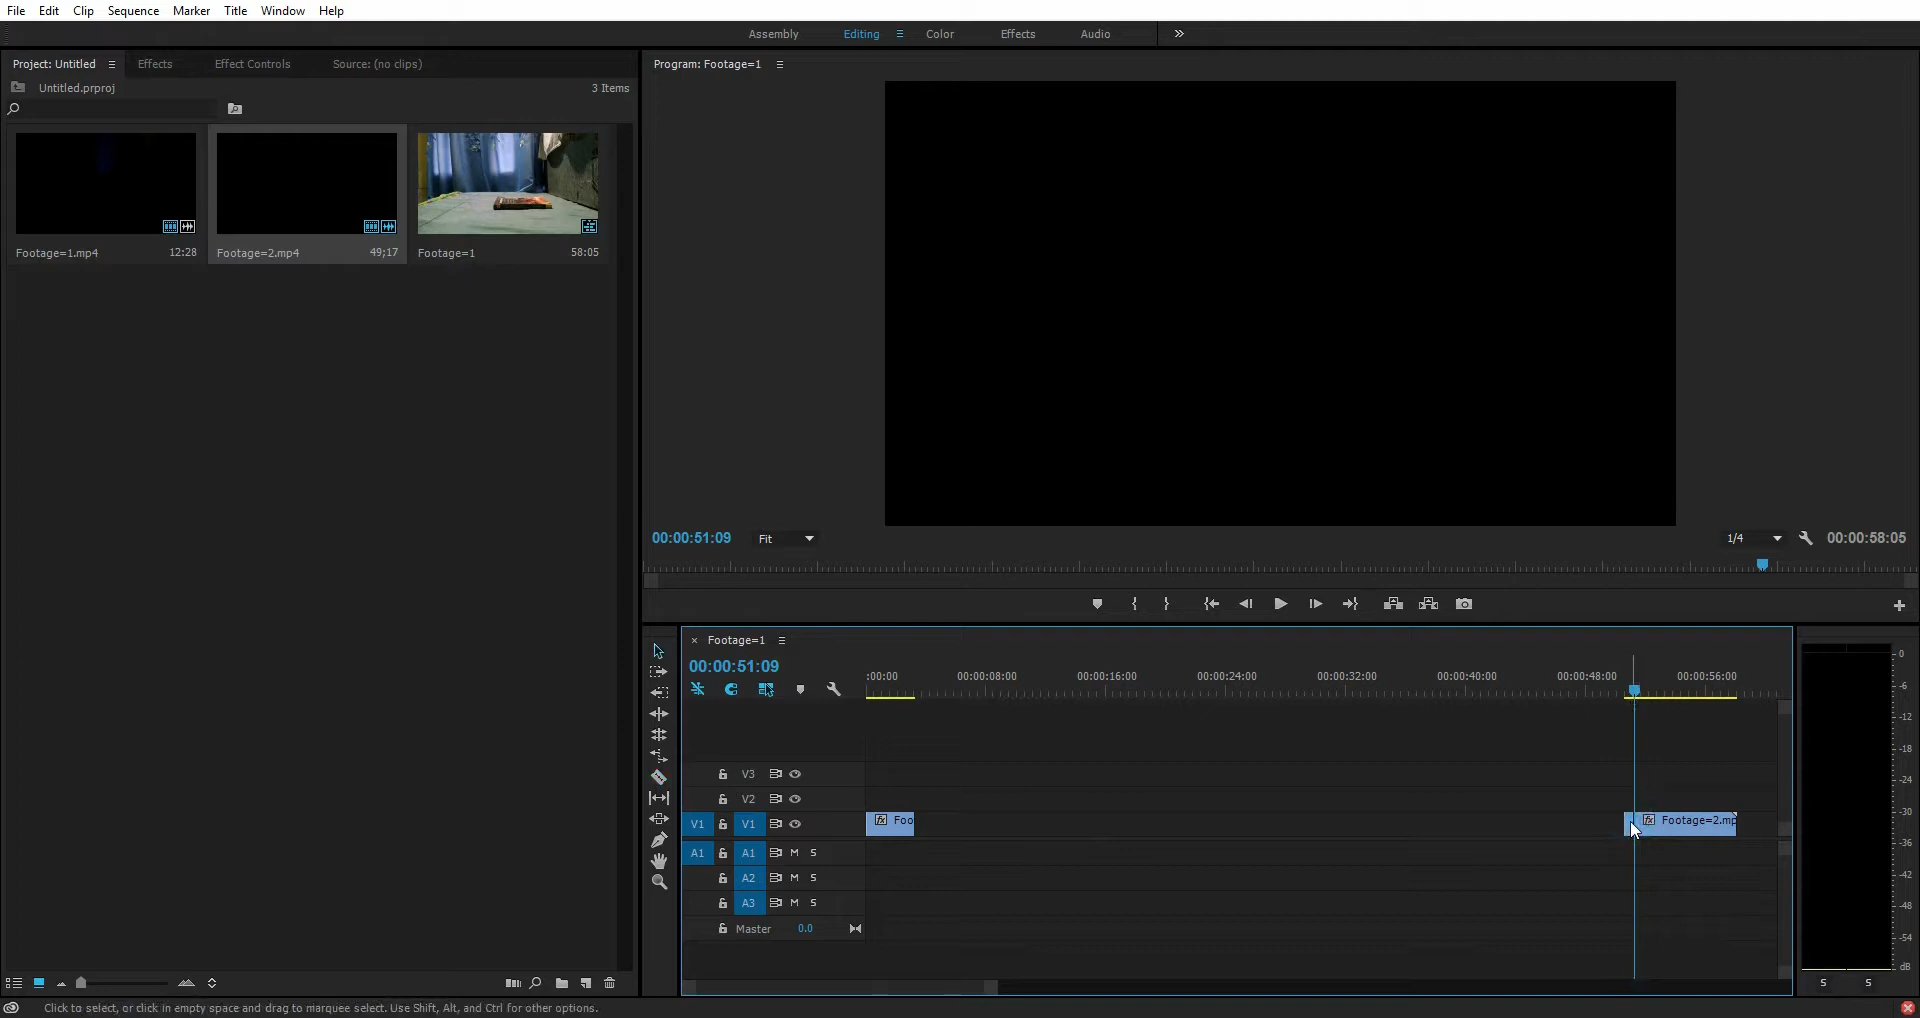 File Edit Clip Sequence Marker Title Window Help
Assembly Editing Color Effects Audio
Project: Untitled Effects Effect Controls Source: (no clips)
Untitled.prproj 3 Items
Footage=1.mp4 12:28
Footage=2.mp4 49;17
Footage=1 58:05
Program: Footage=1
00:00:51:09 Fit 1/4 00:00:58:05
Footage=1
00:00:51:09
:00:00 00:00:08:00 00:00:16:00 00:00:24:00 00:00:32:00 00:00:40:00 00:00:48:00 00:00:56:00
V3
V2
V1 V1 fx Foo fx Footage=2.mp
A1 A1 M S
A2 M S
A3 M S
Master 0.0
0
-6
-12
-18
-24
-30
-36
-42
-48
-54
dB
S S
Click to select, or click in empty space and drag to marquee select. Use Shift, Alt, and Ctrl for other options.